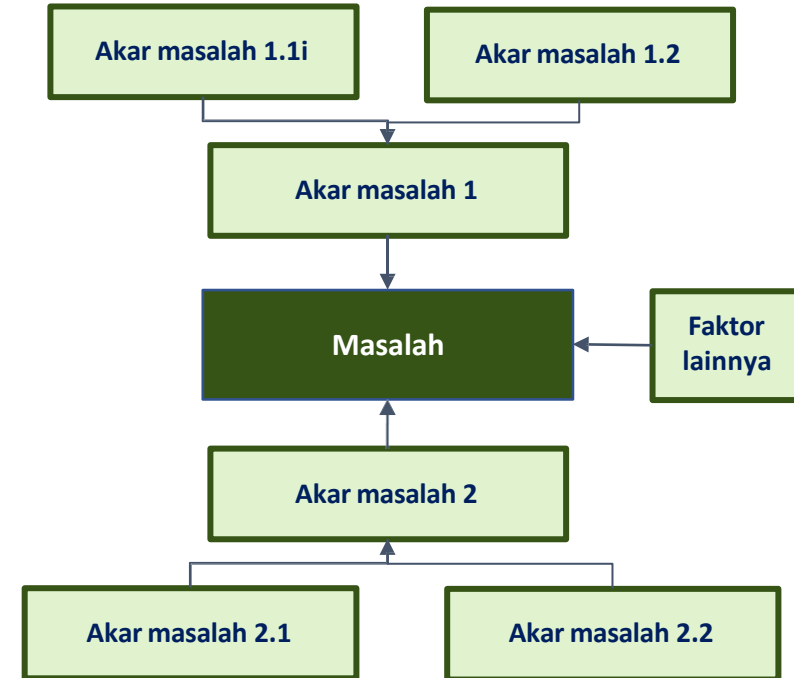 Akar masalah 1.1i
Akar masalah 1.2
Akar masalah 1
Masalah
Faktor
lainnya
Akar masalah 2
Akar masalah 2.1
Akar masalah 2.2